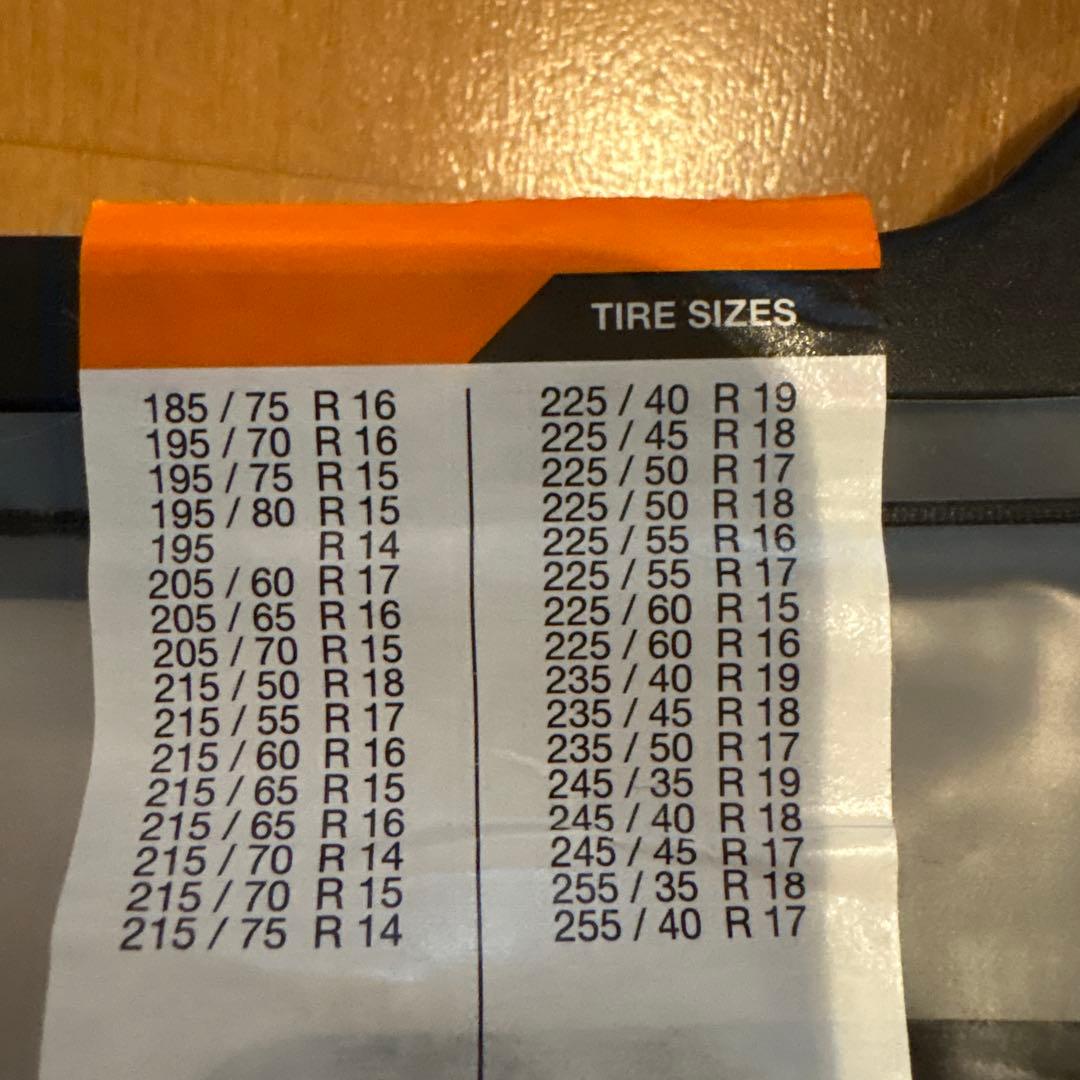 TIRE SIZES
185 / 75 R 16
195 / 70 R 16
195 / 75 R 15
195 / 80 R 15
195 R 14
205 / 60 R 17
205 / 65 R 16
205 / 70 R 15
215 / 50 R 18
215 / 55 R 17
215 / 60 R 16
215 / 65 R 15
215 / 65 R 16
215 / 70 R 14
215 / 70 R 15
215 / 75 R 14
225 / 40 R 19
225 / 45 R 18
225 / 50 R 17
225 / 50 R 18
225 / 55 R 16
225 / 55 R 17
225 / 60 R 15
225 / 60 R 16
235 / 40 R 19
235 / 45 R 18
235 / 50 R 17
245 / 35 R 19
245 / 40 R 18
245 / 45 R 17
255 / 35 R 18
255 / 40 R 17